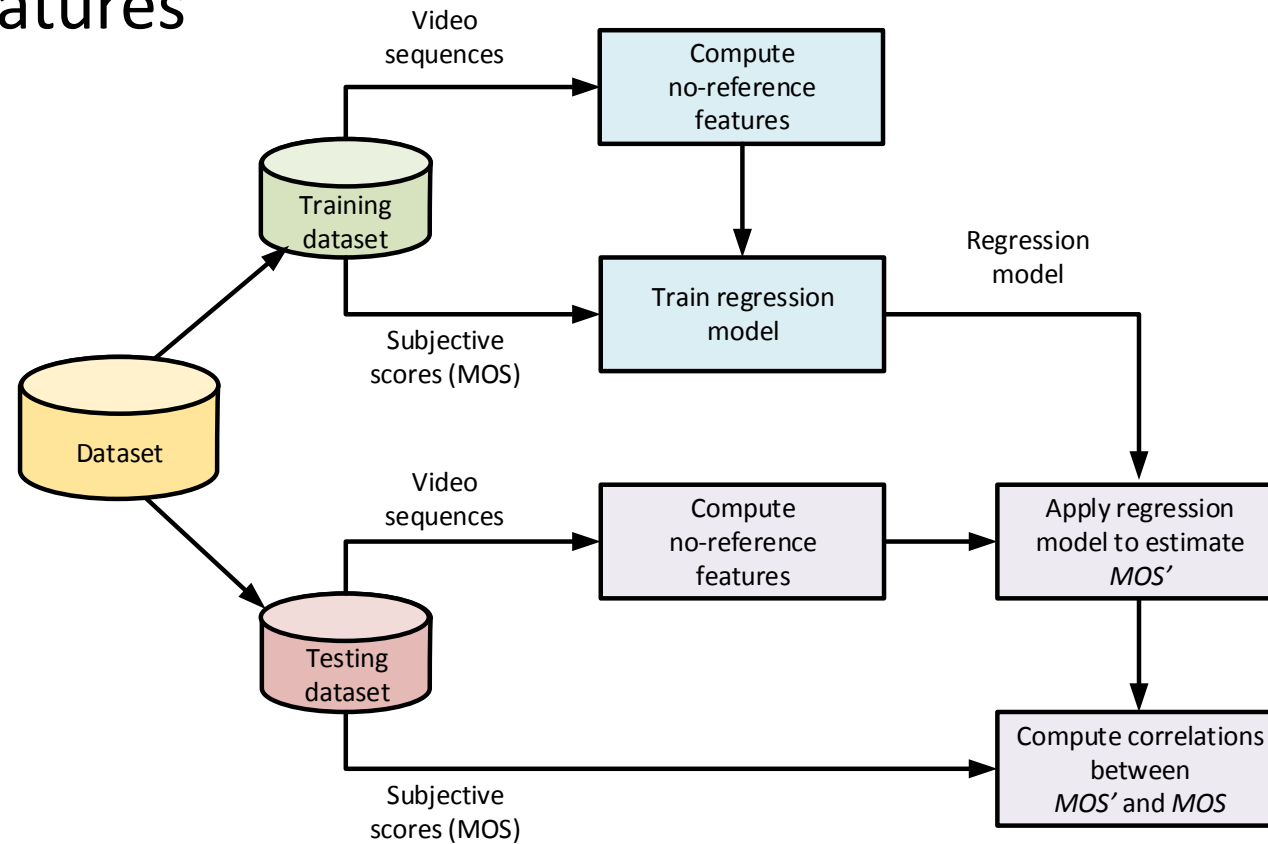 Video
sequences
Compute
no-reference
features
Training
dataset
Regression
model
Train regression
model
Subjective
scores (MOS)
Dataset
Video
sequences
Compute
no-reference
features
Apply regression
model to estimate
MOS’
Testing
dataset
Compute correlations
between
MOS’ and MOS
Subjective
scores (MOS)